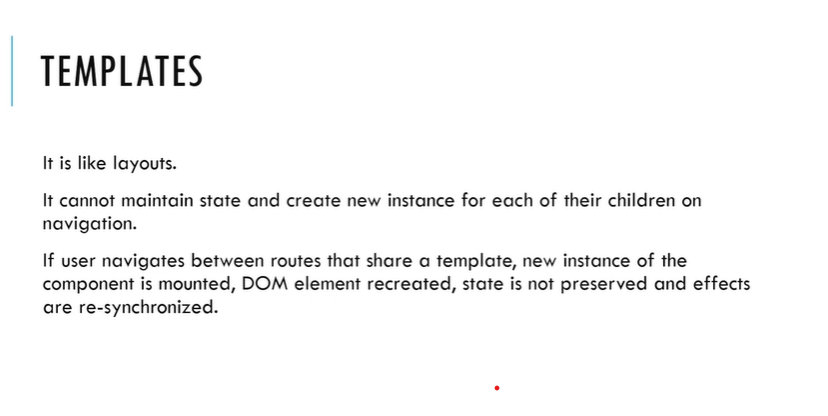 TEMPLATES
It is like layouts.
It cannot maintain state and create new instance for each of their children on
navigation.
If user navigates between routes that share a template, new instance of the
component is mounted, DOM element recreated, state is not preserved and effects
are re-synchronized.